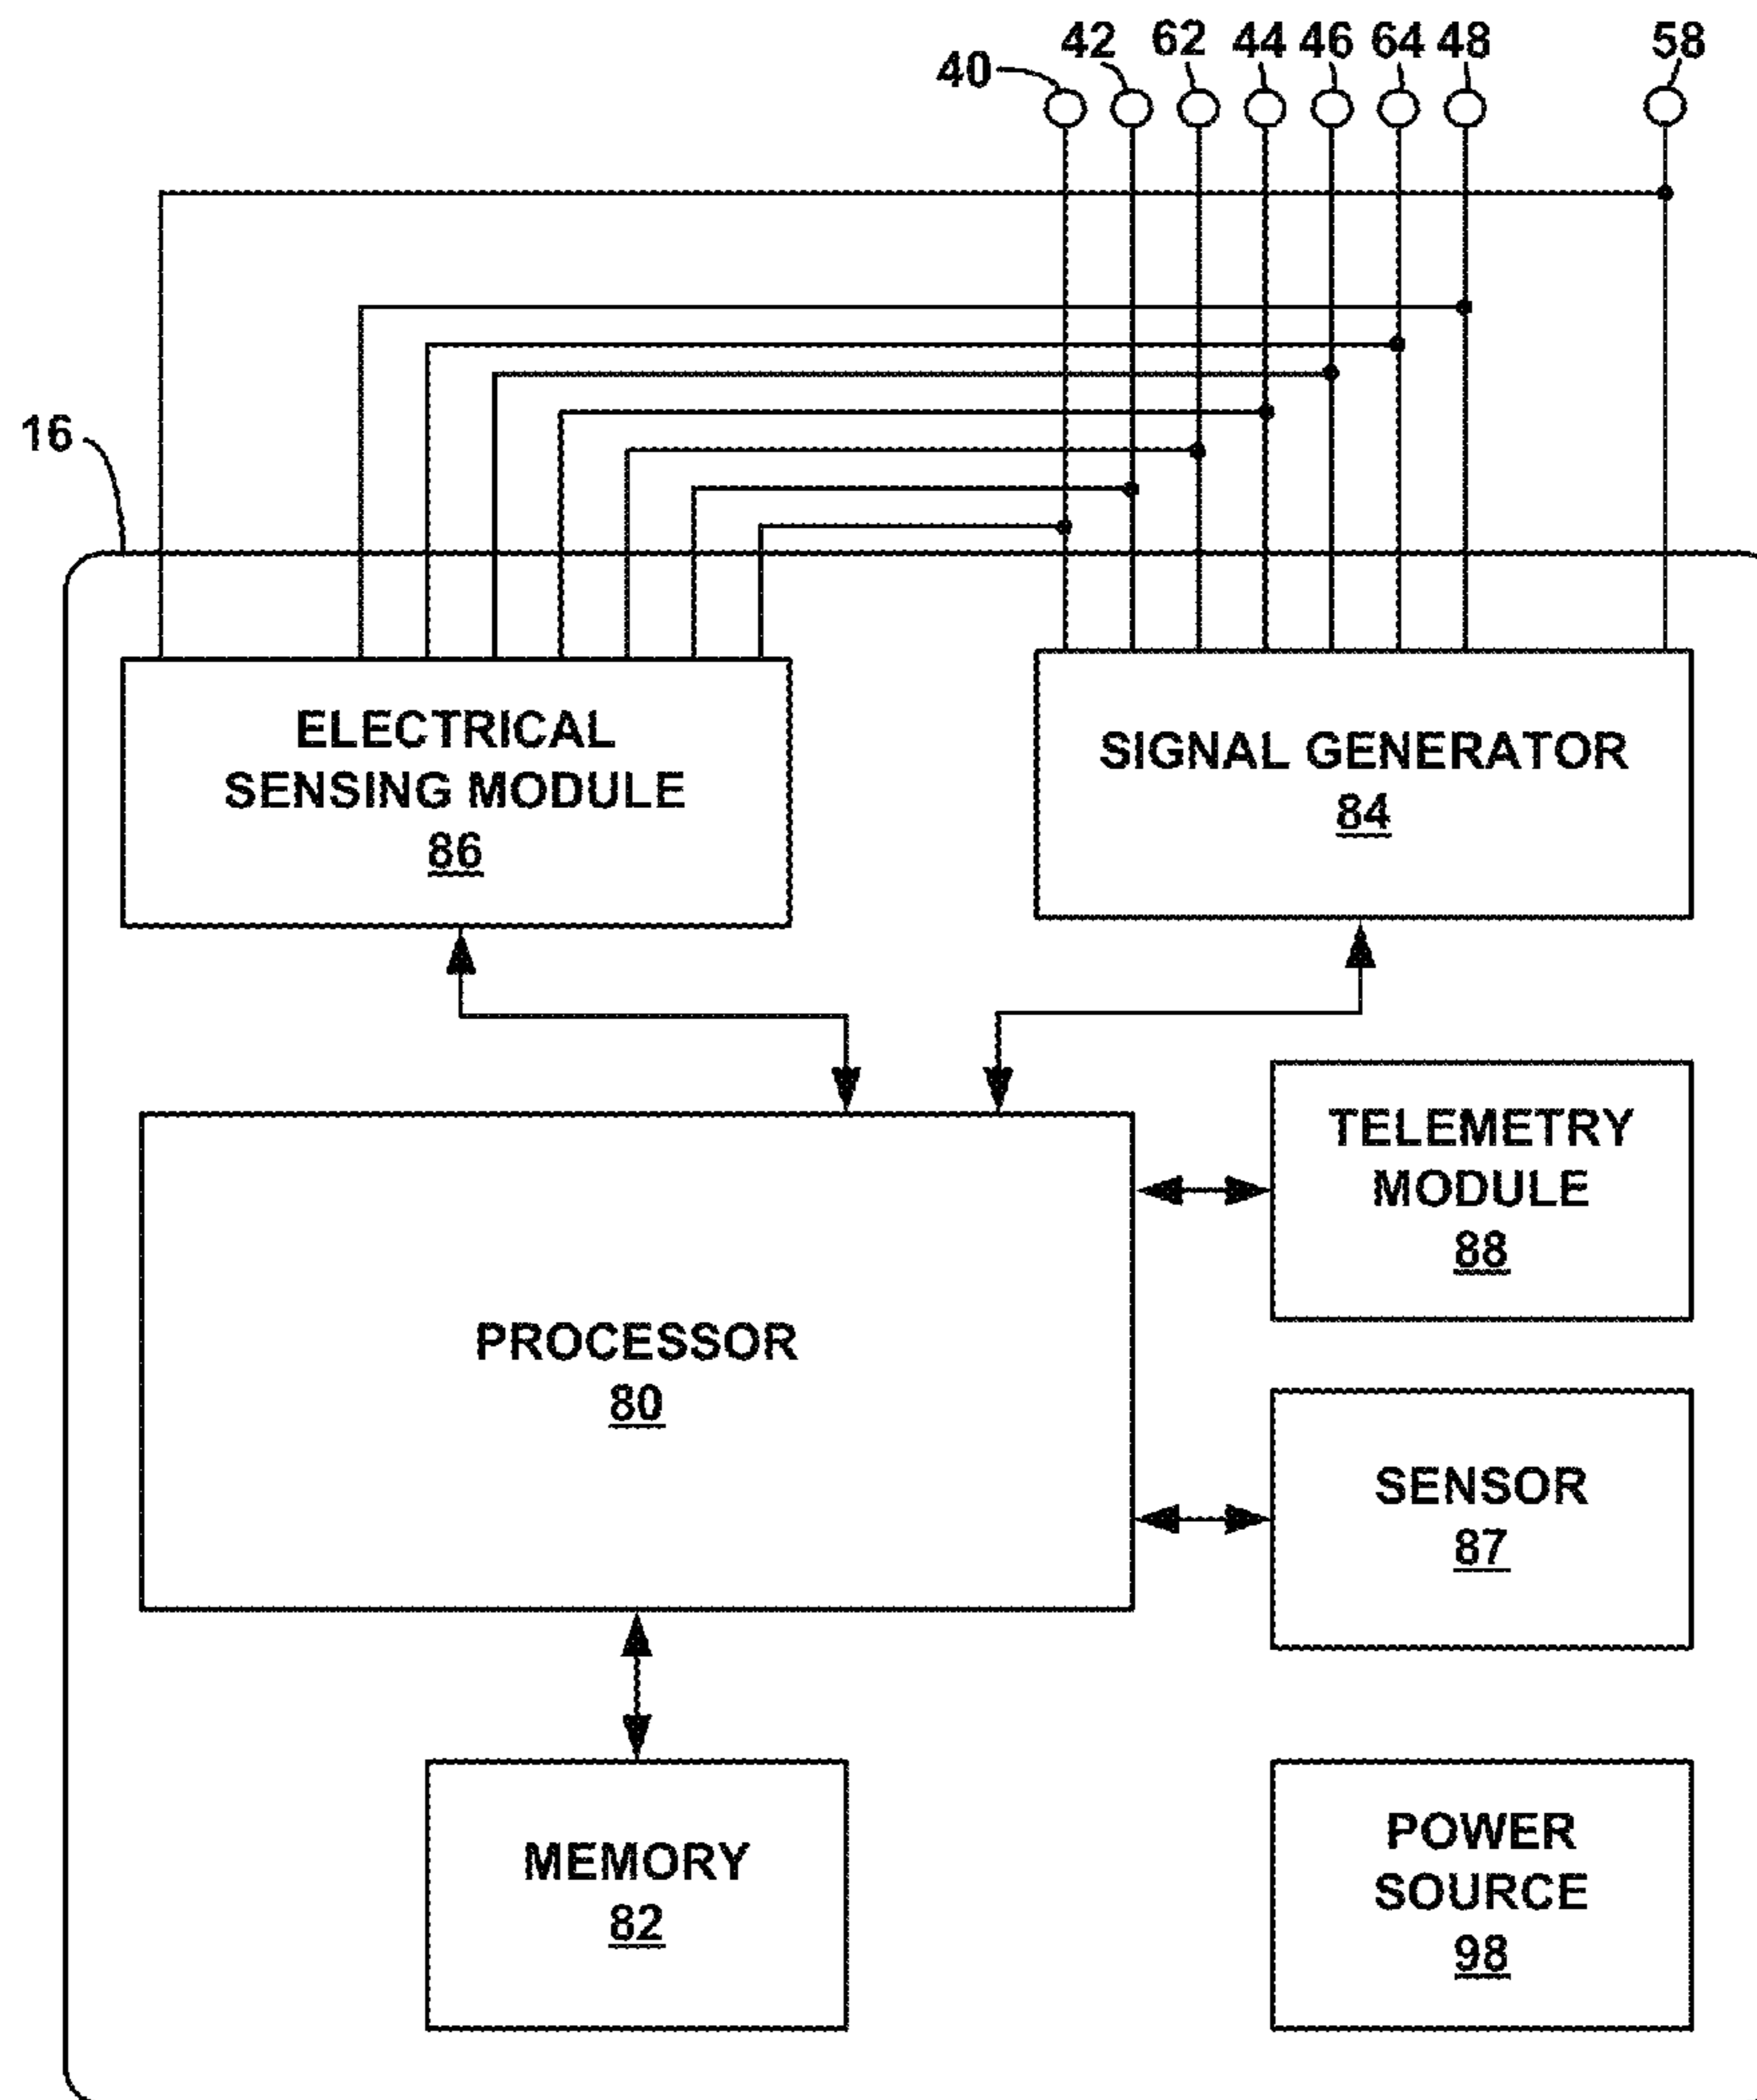 40 42 62 44 46 64 48 58
16
ELECTRICAL
SENSING MODULE
86
SIGNAL GENERATOR
84
TELEMETRY
MODULE
88
PROCESSOR
80
SENSOR
87
MEMORY
82
POWER
SOURCE
98